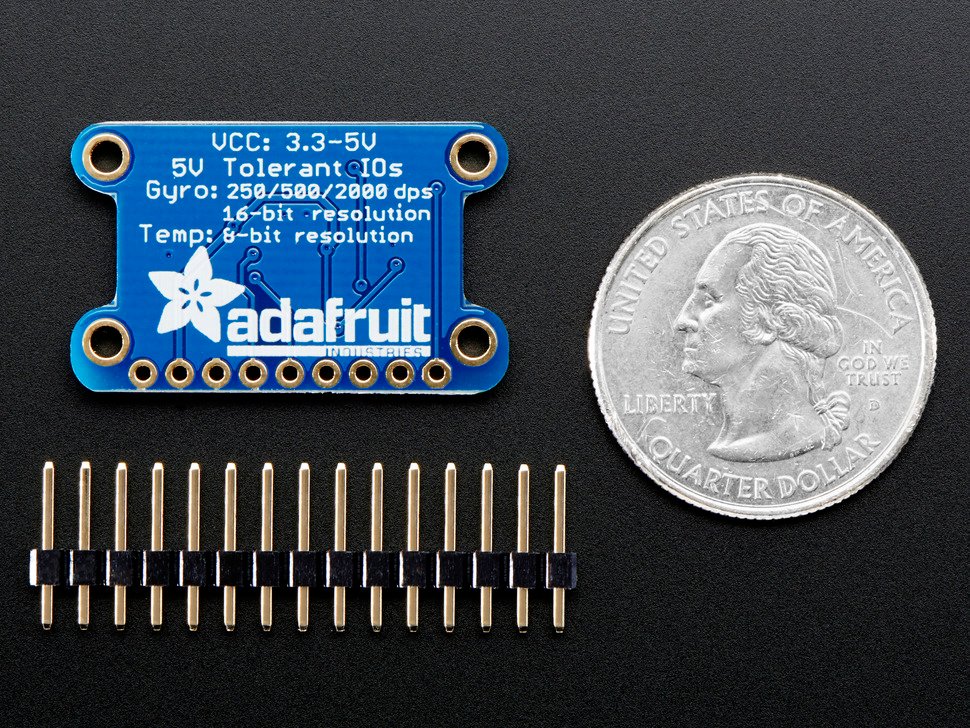 VCC: 3.3-5V
5V Tolerant IOs
Gyro: 250/500/2000 dps
16-bit resolution
Temp: 8-bit resolution
adafruit
INDUSTRIES
UNITED STATES OF AMERICA
IN
GOD WE
TRUST
LIBERTY
D
QUARTER DOLLAR